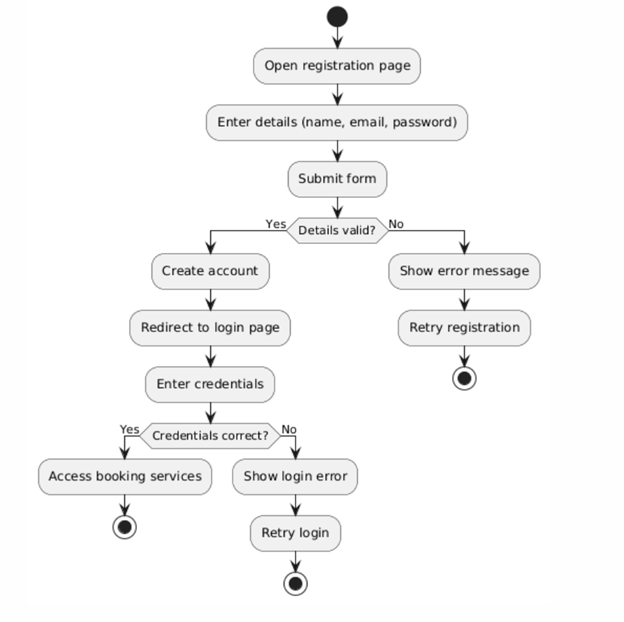 Open registration page
Enter details (name, email, password)
Submit form
Yes
Details valid?
No
Create account
Show error message
Redirect to login page
Retry registration
Enter credentials
Yes
Credentials correct?
No
Access booking services
Show login error
Retry login